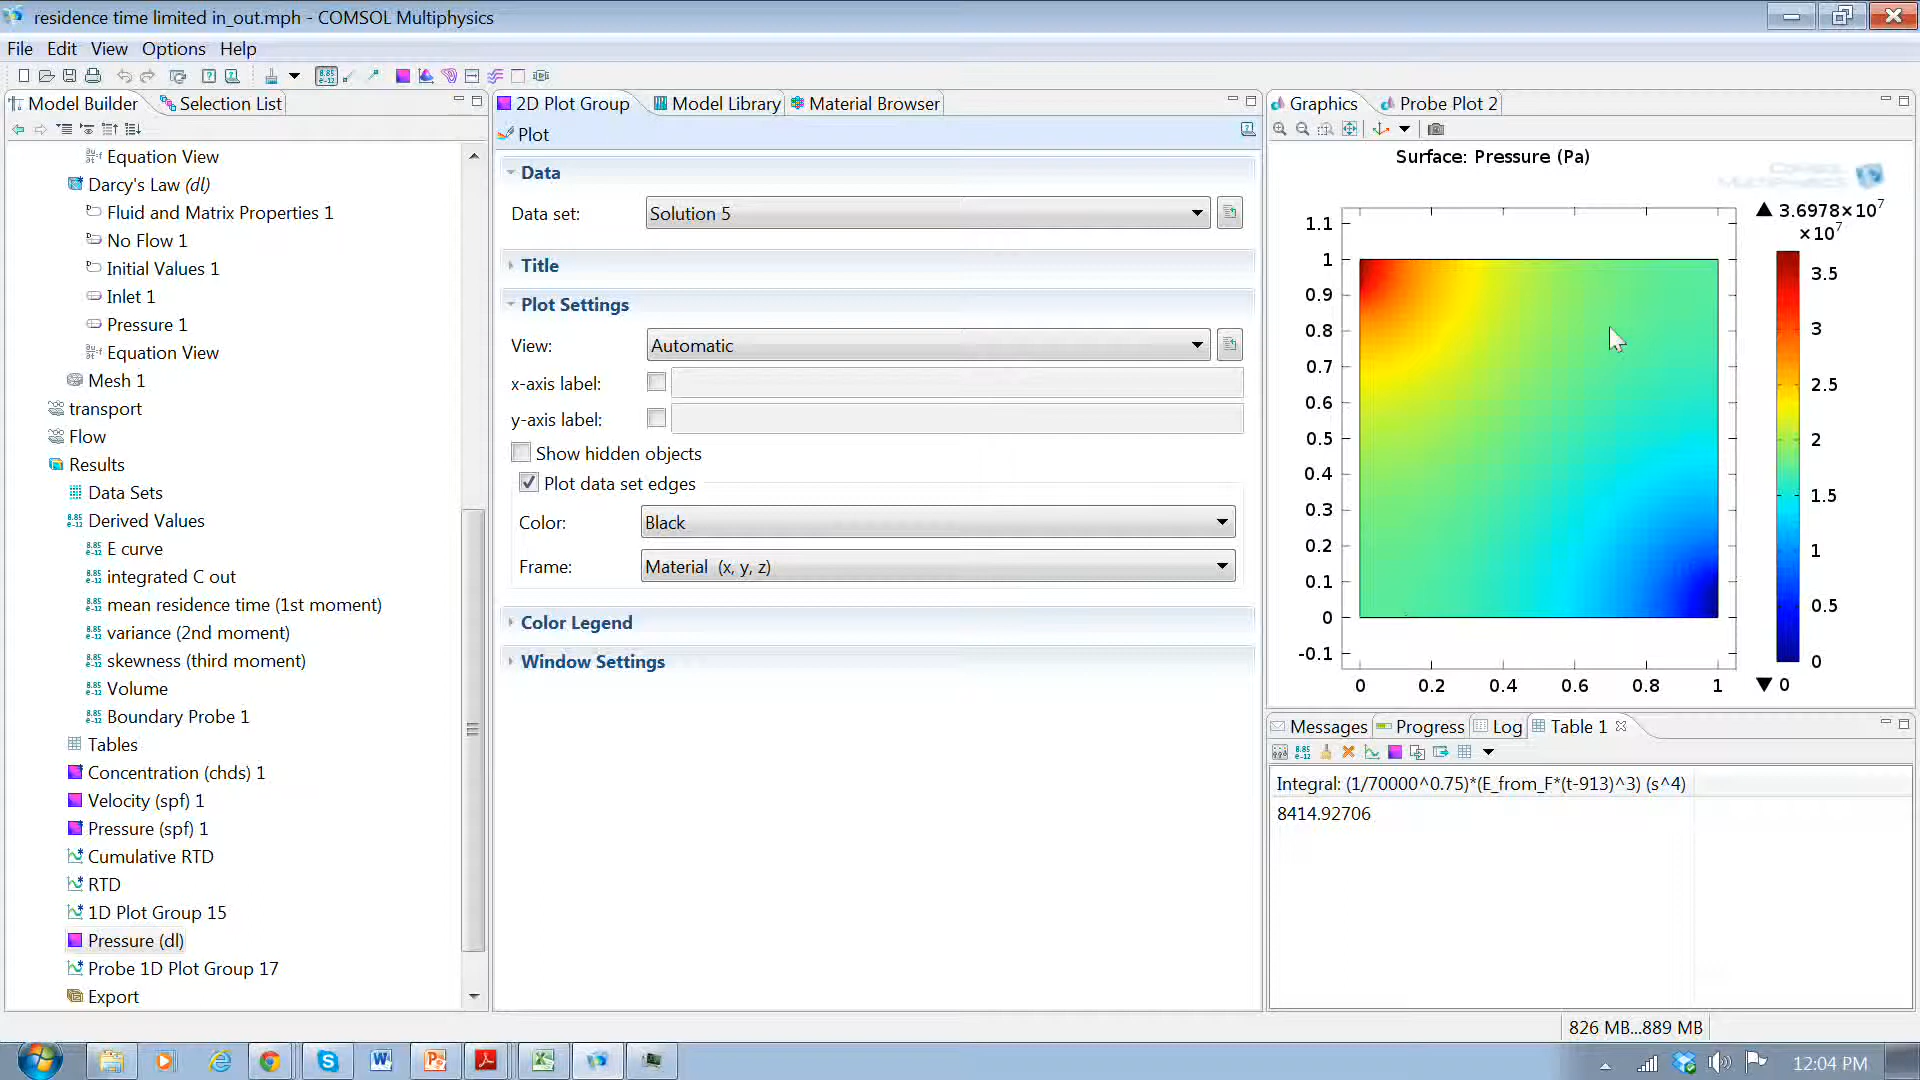 residence time limited in_out.mph - COMSOL Multiphysics
File Edit View Options Help
Model Builder Selection List
Equation View
Darcy's Law (dl)
Fluid and Matrix Properties 1
No Flow 1
Initial Values 1
Inlet 1
Pressure 1
Equation View
Mesh 1
transport
Flow
Results
Data Sets
Derived Values
E curve
integrated C out
mean residence time (1st moment)
variance (2nd moment)
skewness (third moment)
Volume
Boundary Probe 1
Tables
Concentration (chds) 1
Velocity (spf) 1
Pressure (spf) 1
Cumulative RTD
RTD
1D Plot Group 15
Pressure (dl)
Probe 1D Plot Group 17
Export
2D Plot Group Model Library Material Browser
Plot
Data
Data set: Solution 5
Title
Plot Settings
View: Automatic
x-axis label:
y-axis label:
Show hidden objects
Plot data set edges
Color: Black
Frame: Material (x, y, z)
Color Legend
Window Settings
Graphics Probe Plot 2
Surface: Pressure (Pa)
COMSOL
MULTIPHYSICS
▲ 3.6978×10⁷
×10⁷
1.1
1
0.9
0.8
0.7
0.6
0.5
0.4
0.3
0.2
0.1
0
-0.1
0 0.2 0.4 0.6 0.8 1
3.5
3
2.5
2
1.5
1
0.5
0
▼ 0
Messages Progress Log Table 1
Integral: (1/70000^0.75)*(E_from_F*(t-913)^3) (s^4)
8414.92706
826 MB...889 MB
12:04 PM